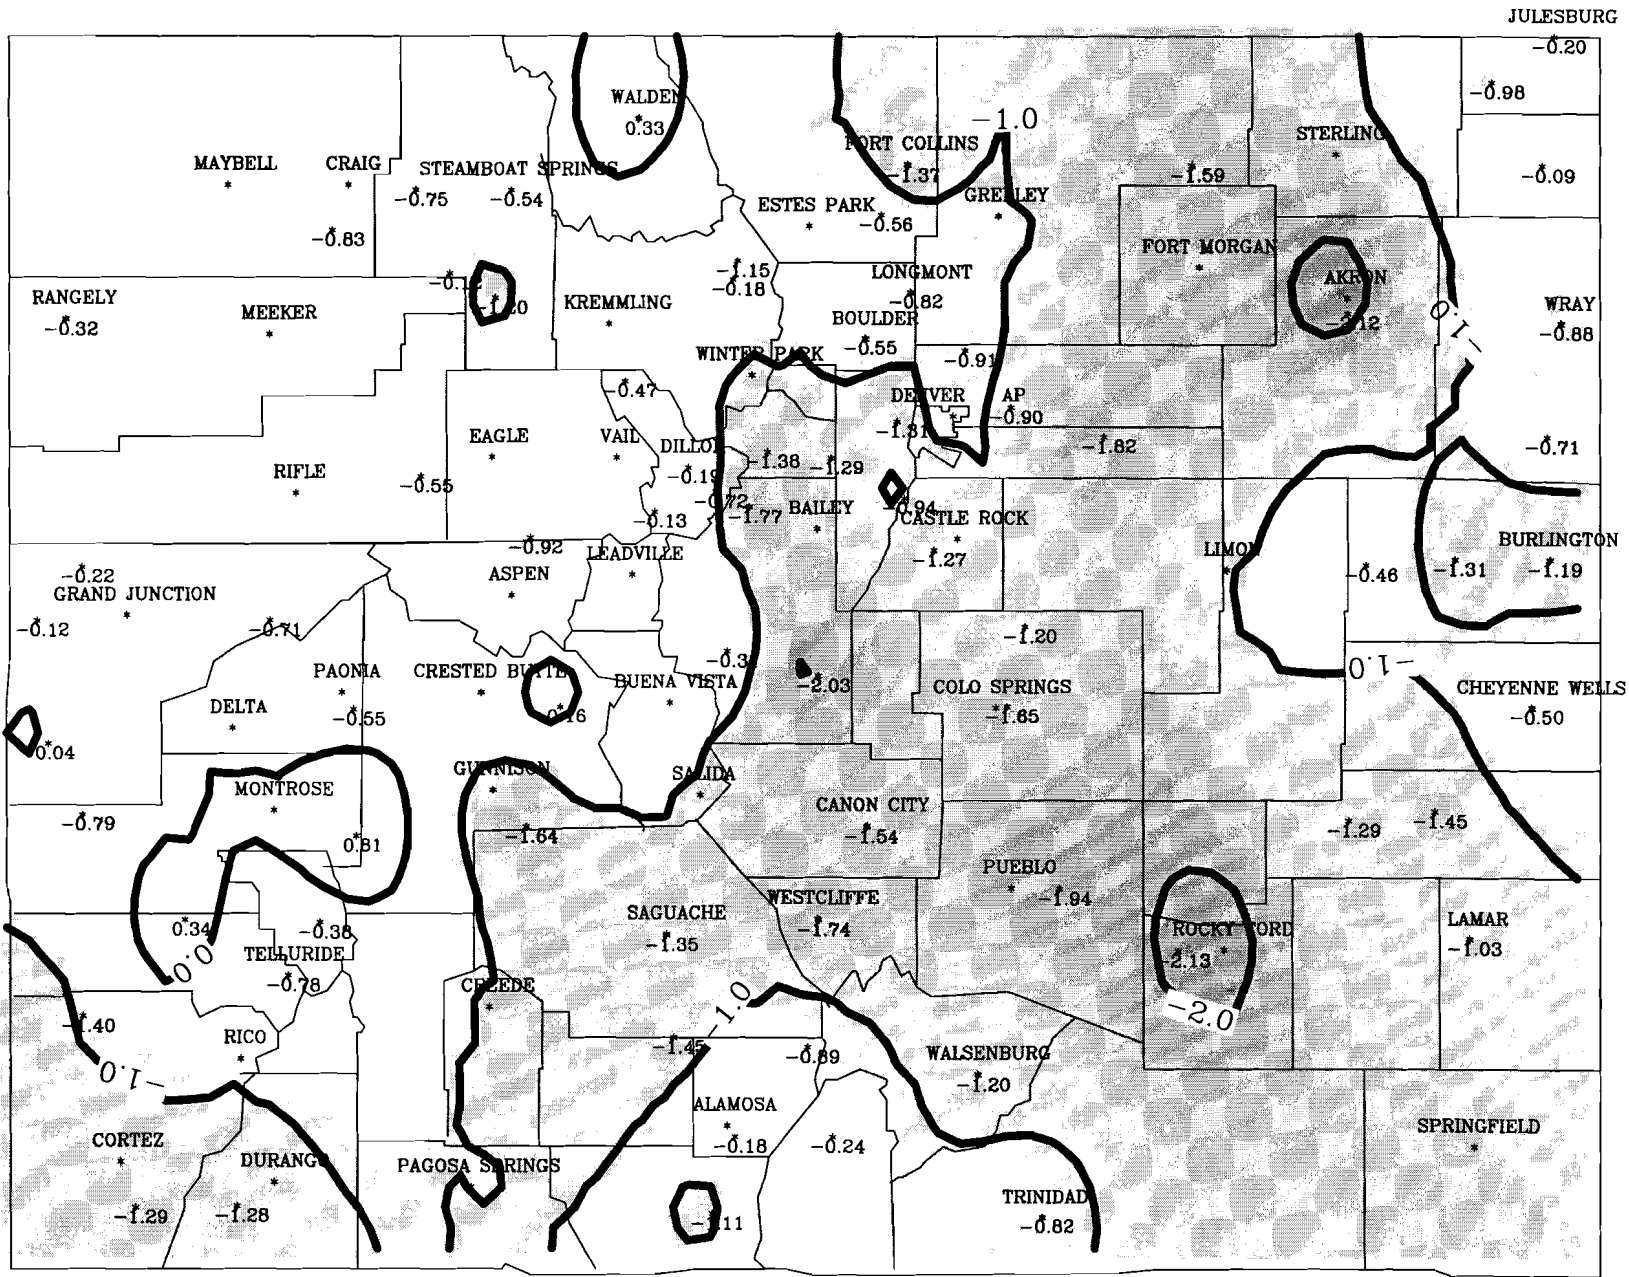 JULESBURG
-0.20
-0.98
WALDEN
0.33
-1.0
STERLING
FORT COLLINS
-1.37
MAYBELL
CRAIG
STEAMBOAT SPRINGS
-0.75
-0.54
-1.59
-0.09
ESTES PARK
-0.56
GREELEY
-0.83
FORT MORGAN
-1.15
-0.18
LONGMONT
-0.82
AKRON
RANGELY
-0.32
MEEKER
KREMMLING
BOULDER
-0.55
WRAY
-0.88
-1.0
WINTER PARK
-0.91
-0.47
DENVER
AP
-0.90
-1.31
EAGLE
VAIL
DILLON
-1.82
-0.71
-1.38
-1.29
RIFLE
-0.55
-0.19
-0.72
-1.77
BAILEY
-0.94
CASTLE ROCK
-0.13
-0.92
LEADVILLE
-1.27
LIMON
BURLINGTON
-0.22
GRAND JUNCTION
ASPEN
-0.46
-1.31
-1.19
-0.12
-0.71
-1.20
PAONIA
CRESTED BUTTE
BUENA VISTA
-2.03
COLO SPRINGS
-1.65
-1.0
CHEYENNE WELLS
-0.50
DELTA
-0.55
0.16
0.04
GUNNISON
SALIDA
MONTROSE
CANON CITY
-0.79
0.81
-1.64
-1.54
-1.29
-1.45
PUEBLO
WESTCLIFFE
-1.94
SAGUACHE
-1.74
LAMAR
0.34
-0.38
-1.35
ROCKY FORD
-2.13
-1.03
TELLURIDE
0.0
-0.78
CREEDE
-1.0
-2.0
-1.40
RICO
-1.45
-0.89
WALSENBURG
-1.20
-1.0
ALAMOSA
CORTEZ
-0.18
-0.24
SPRINGFIELD
DURANGO
PAGOSA SPRINGS
TRINIDAD
-0.82
-1.29
-1.28